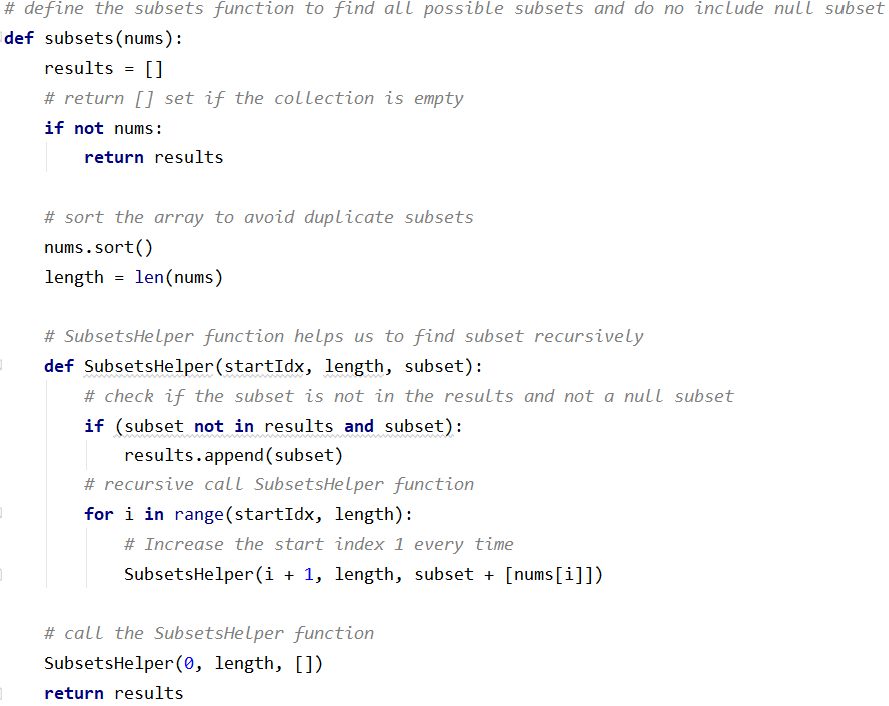 # define the subsets function to find all possible subsets and do no include null subset
def subsets(nums):
    results = []
    # return [] set if the collection is empty
    if not nums:
        return results

    # sort the array to avoid duplicate subsets
    nums.sort()
    length = len(nums)

    # SubsetsHelper function helps us to find subset recursively
    def SubsetsHelper(startIdx, length, subset):
        # check if the subset is not in the results and not a null subset
        if (subset not in results and subset):
            results.append(subset)
        # recursive call SubsetsHelper function
        for i in range(startIdx, length):
            # Increase the start index 1 every time
            SubsetsHelper(i + 1, length, subset + [nums[i]])

    # call the SubsetsHelper function
    SubsetsHelper(0, length, [])
    return results